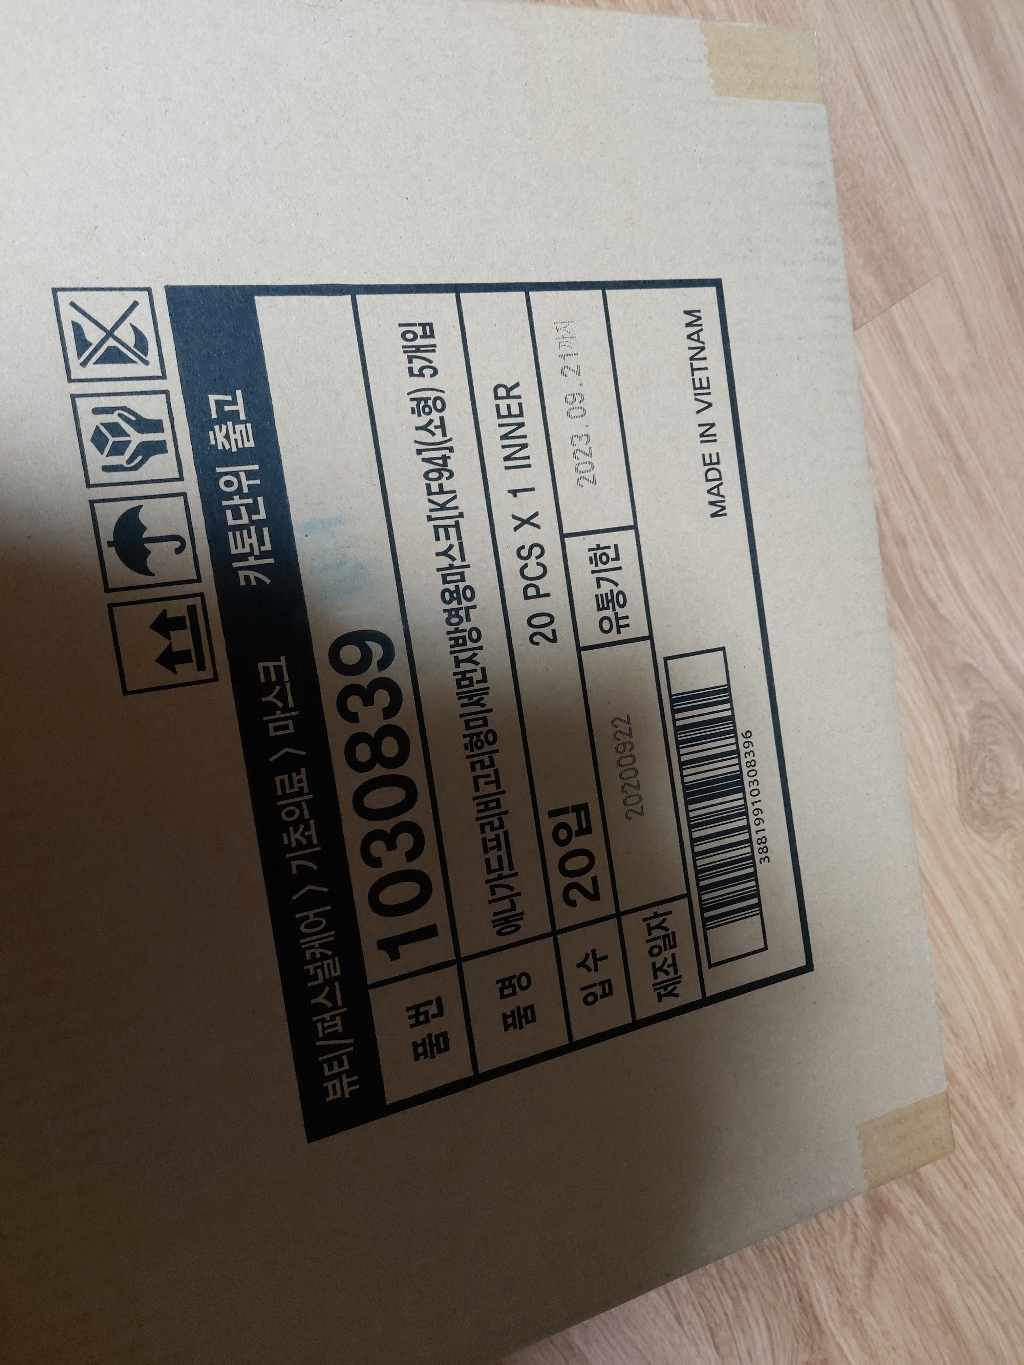 뷰티/퍼스널케어 > 기초의료 > 마스크 카톤단위 출고
품번 1030839
품명 애니가드프리비고리형미세먼지방역용마스크[KF94](소형) 5개입
입수 20입 20 PCS X 1 INNER
제조일자 20200922 유통기한 2023.09.21까지
38819910308396
MADE IN VIETNAM